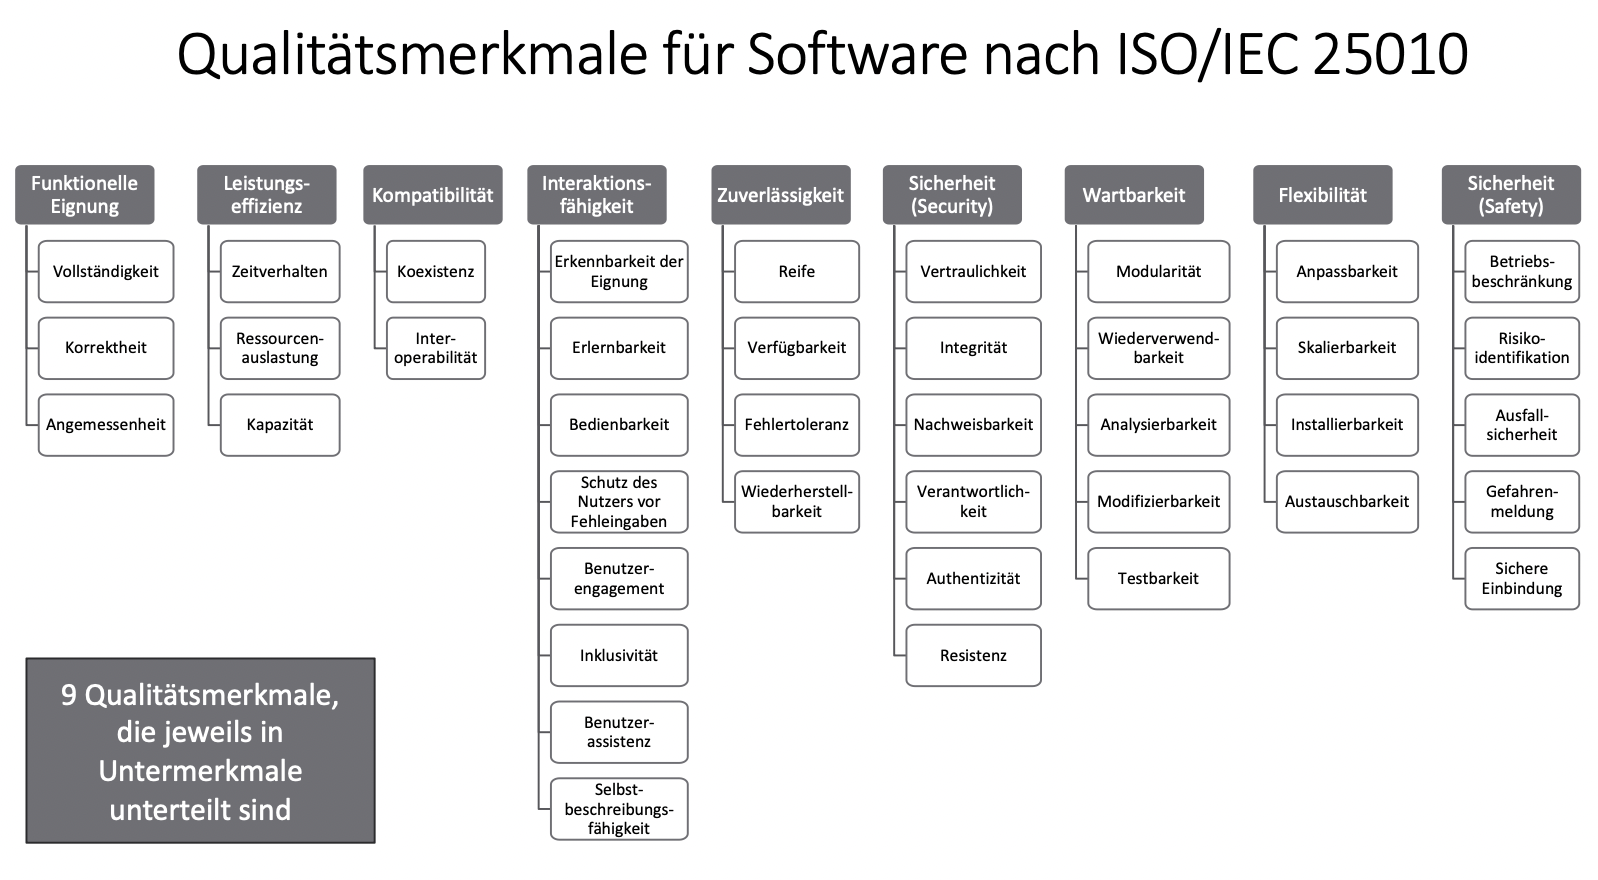 Qualitätsmerkmale für Software nach ISO/IEC 25010
Funktionelle
Eignung
Vollständigkeit
Korrektheit
Angemessenheit
Leistungs-
effizienz
Zeitverhalten
Ressourcen-
auslastung
Kapazität
Kompatibilität
Koexistenz
Inter-
operabilität
Interaktions-
fähigkeit
Erkennbarkeit der
Eignung
Erlernbarkeit
Bedienbarkeit
Schutz des
Nutzers vor
Fehleingaben
Benutzer-
engagement
Inklusivität
Benutzer-
assistenz
Selbst-
beschreibungs-
fähigkeit
Zuverlässigkeit
Reife
Verfügbarkeit
Fehlertoleranz
Wiederherstell-
barkeit
Sicherheit
(Security)
Vertraulichkeit
Integrität
Nachweisbarkeit
Verantwortlich-
keit
Authentizität
Resistenz
Wartbarkeit
Modularität
Wiederverwend-
barkeit
Analysierbarkeit
Modifizierbarkeit
Testbarkeit
Flexibilität
Anpassbarkeit
Skalierbarkeit
Installierbarkeit
Austauschbarkeit
Sicherheit
(Safety)
Betriebs-
beschränkung
Risiko-
identifikation
Ausfall-
sicherheit
Gefahren-
meldung
Sichere
Einbindung
9 Qualitätsmerkmale,
die jeweils in
Untermerkmale
unterteilt sind